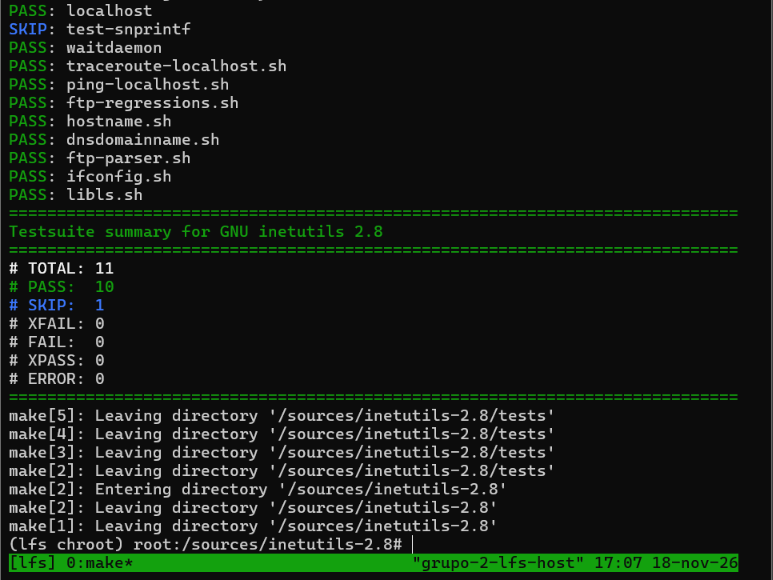 PASS: localhost
SKIP: test-snprintf
PASS: waitdaemon
PASS: traceroute-localhost.sh
PASS: ping-localhost.sh
PASS: ftp-regressions.sh
PASS: hostname.sh
PASS: dnsdomainname.sh
PASS: ftp-parser.sh
PASS: ifconfig.sh
PASS: libls.sh
============================================================================
Testsuite summary for GNU inetutils 2.8
============================================================================
# TOTAL: 11
# PASS:  10
# SKIP:  1
# XFAIL: 0
# FAIL:  0
# XPASS: 0
# ERROR: 0
============================================================================
make[5]: Leaving directory '/sources/inetutils-2.8/tests'
make[4]: Leaving directory '/sources/inetutils-2.8/tests'
make[3]: Leaving directory '/sources/inetutils-2.8/tests'
make[2]: Leaving directory '/sources/inetutils-2.8/tests'
make[2]: Entering directory '/sources/inetutils-2.8'
make[2]: Leaving directory '/sources/inetutils-2.8'
make[1]: Leaving directory '/sources/inetutils-2.8'
(lfs chroot) root:/sources/inetutils-2.8#
[lfs] 0:make* "grupo-2-lfs-host" 17:07 18-nov-26